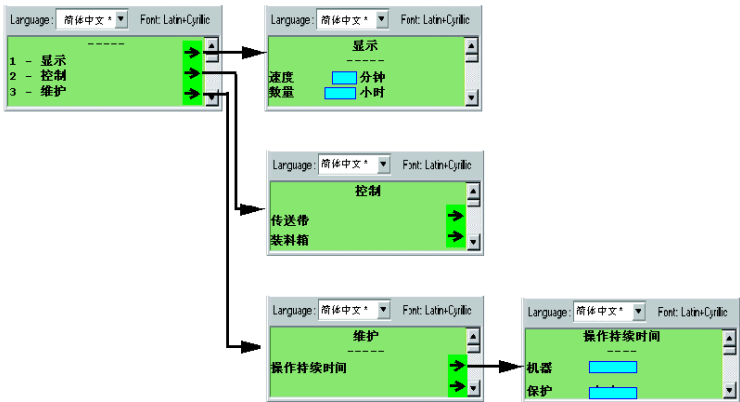 Language: 简体中文 * Font: Latin+Cyrillic
-----
1 - 显示
2 - 控制
3 - 维护
Language: 简体中文 * Font: Latin+Cyrillic
显示
-----
速度 分钟
数量 小时
Language: 简体中文 * Font: Latin+Cyrillic
控制
传送带
装料箱
Language: 简体中文 * Font: Latin+Cyrillic
维护
-----
操作持续时间
Language: 简体中文 * Font: Latin+Cyrillic
操作持续时间
----
机器
保护